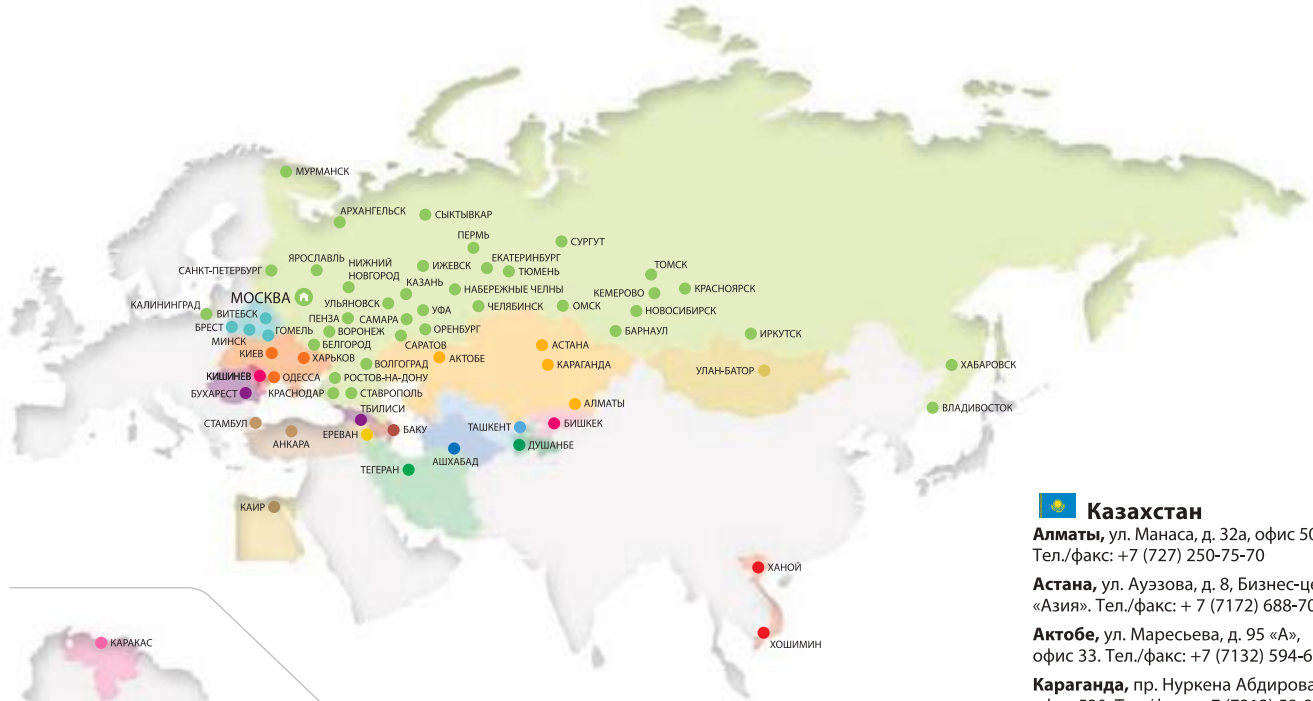 МУРМАНСК
АРХАНГЕЛЬСК
СЫКТЫВКАР
ПЕРМЬ
СУРГУТ
ЯРОСЛАВЛЬ
НИЖНИЙ
НОВГОРОД
ИЖЕВСК
ЕКАТЕРИНБУРГ
ТЮМЕНЬ
ТОМСК
САНКТ-ПЕТЕРБУРГ
КАЗАНЬ
НАБЕРЕЖНЫЕ ЧЕЛНЫ
КЕМЕРОВО
КРАСНОЯРСК
МОСКВА
КАЛИНИНГРАД
УЛЬЯНОВСК
УФА
ЧЕЛЯБИНСК
ОМСК
НОВОСИБИРСК
ВИТЕБСК
ПЕНЗА
САМАРА
БРЕСТ
ГОМЕЛЬ
ВОРОНЕЖ
ОРЕНБУРГ
БАРНАУЛ
ИРКУТСК
МИНСК
БЕЛГОРОД
САРАТОВ
АСТАНА
КИЕВ
ХАРЬКОВ
ВОЛГОГРАД
АКТОБЕ
КАРАГАНДА
УЛАН-БАТОР
ХАБАРОВСК
КИШИНЕВ
ОДЕССА
РОСТОВ-НА-ДОНУ
БУХАРЕСТ
КРАСНОДАР
СТАВРОПОЛЬ
АЛМАТЫ
ВЛАДИВОСТОК
ТБИЛИСИ
СТАМБУЛ
АНКАРА
ЕРЕВАН
БАКУ
ТАШКЕНТ
БИШКЕК
ДУШАНБЕ
АШХАБАД
ТЕГЕРАН
КАИР
ХАНОЙ
ХОШИМИН
КАРАКАС
Казахстан
Алматы, ул. Манаса, д. 32а, офис 50
Тел./факс: +7 (727) 250-75-70
Астана, ул. Ауэзова, д. 8, Бизнес-це
«Азия». Тел./факс: + 7 (7172) 688-70
Актобе, ул. Маресьева, д. 95 «А»,
офис 33. Тел./факс: +7 (7132) 594-6
Караганда, пр. Нуркена Абдирова